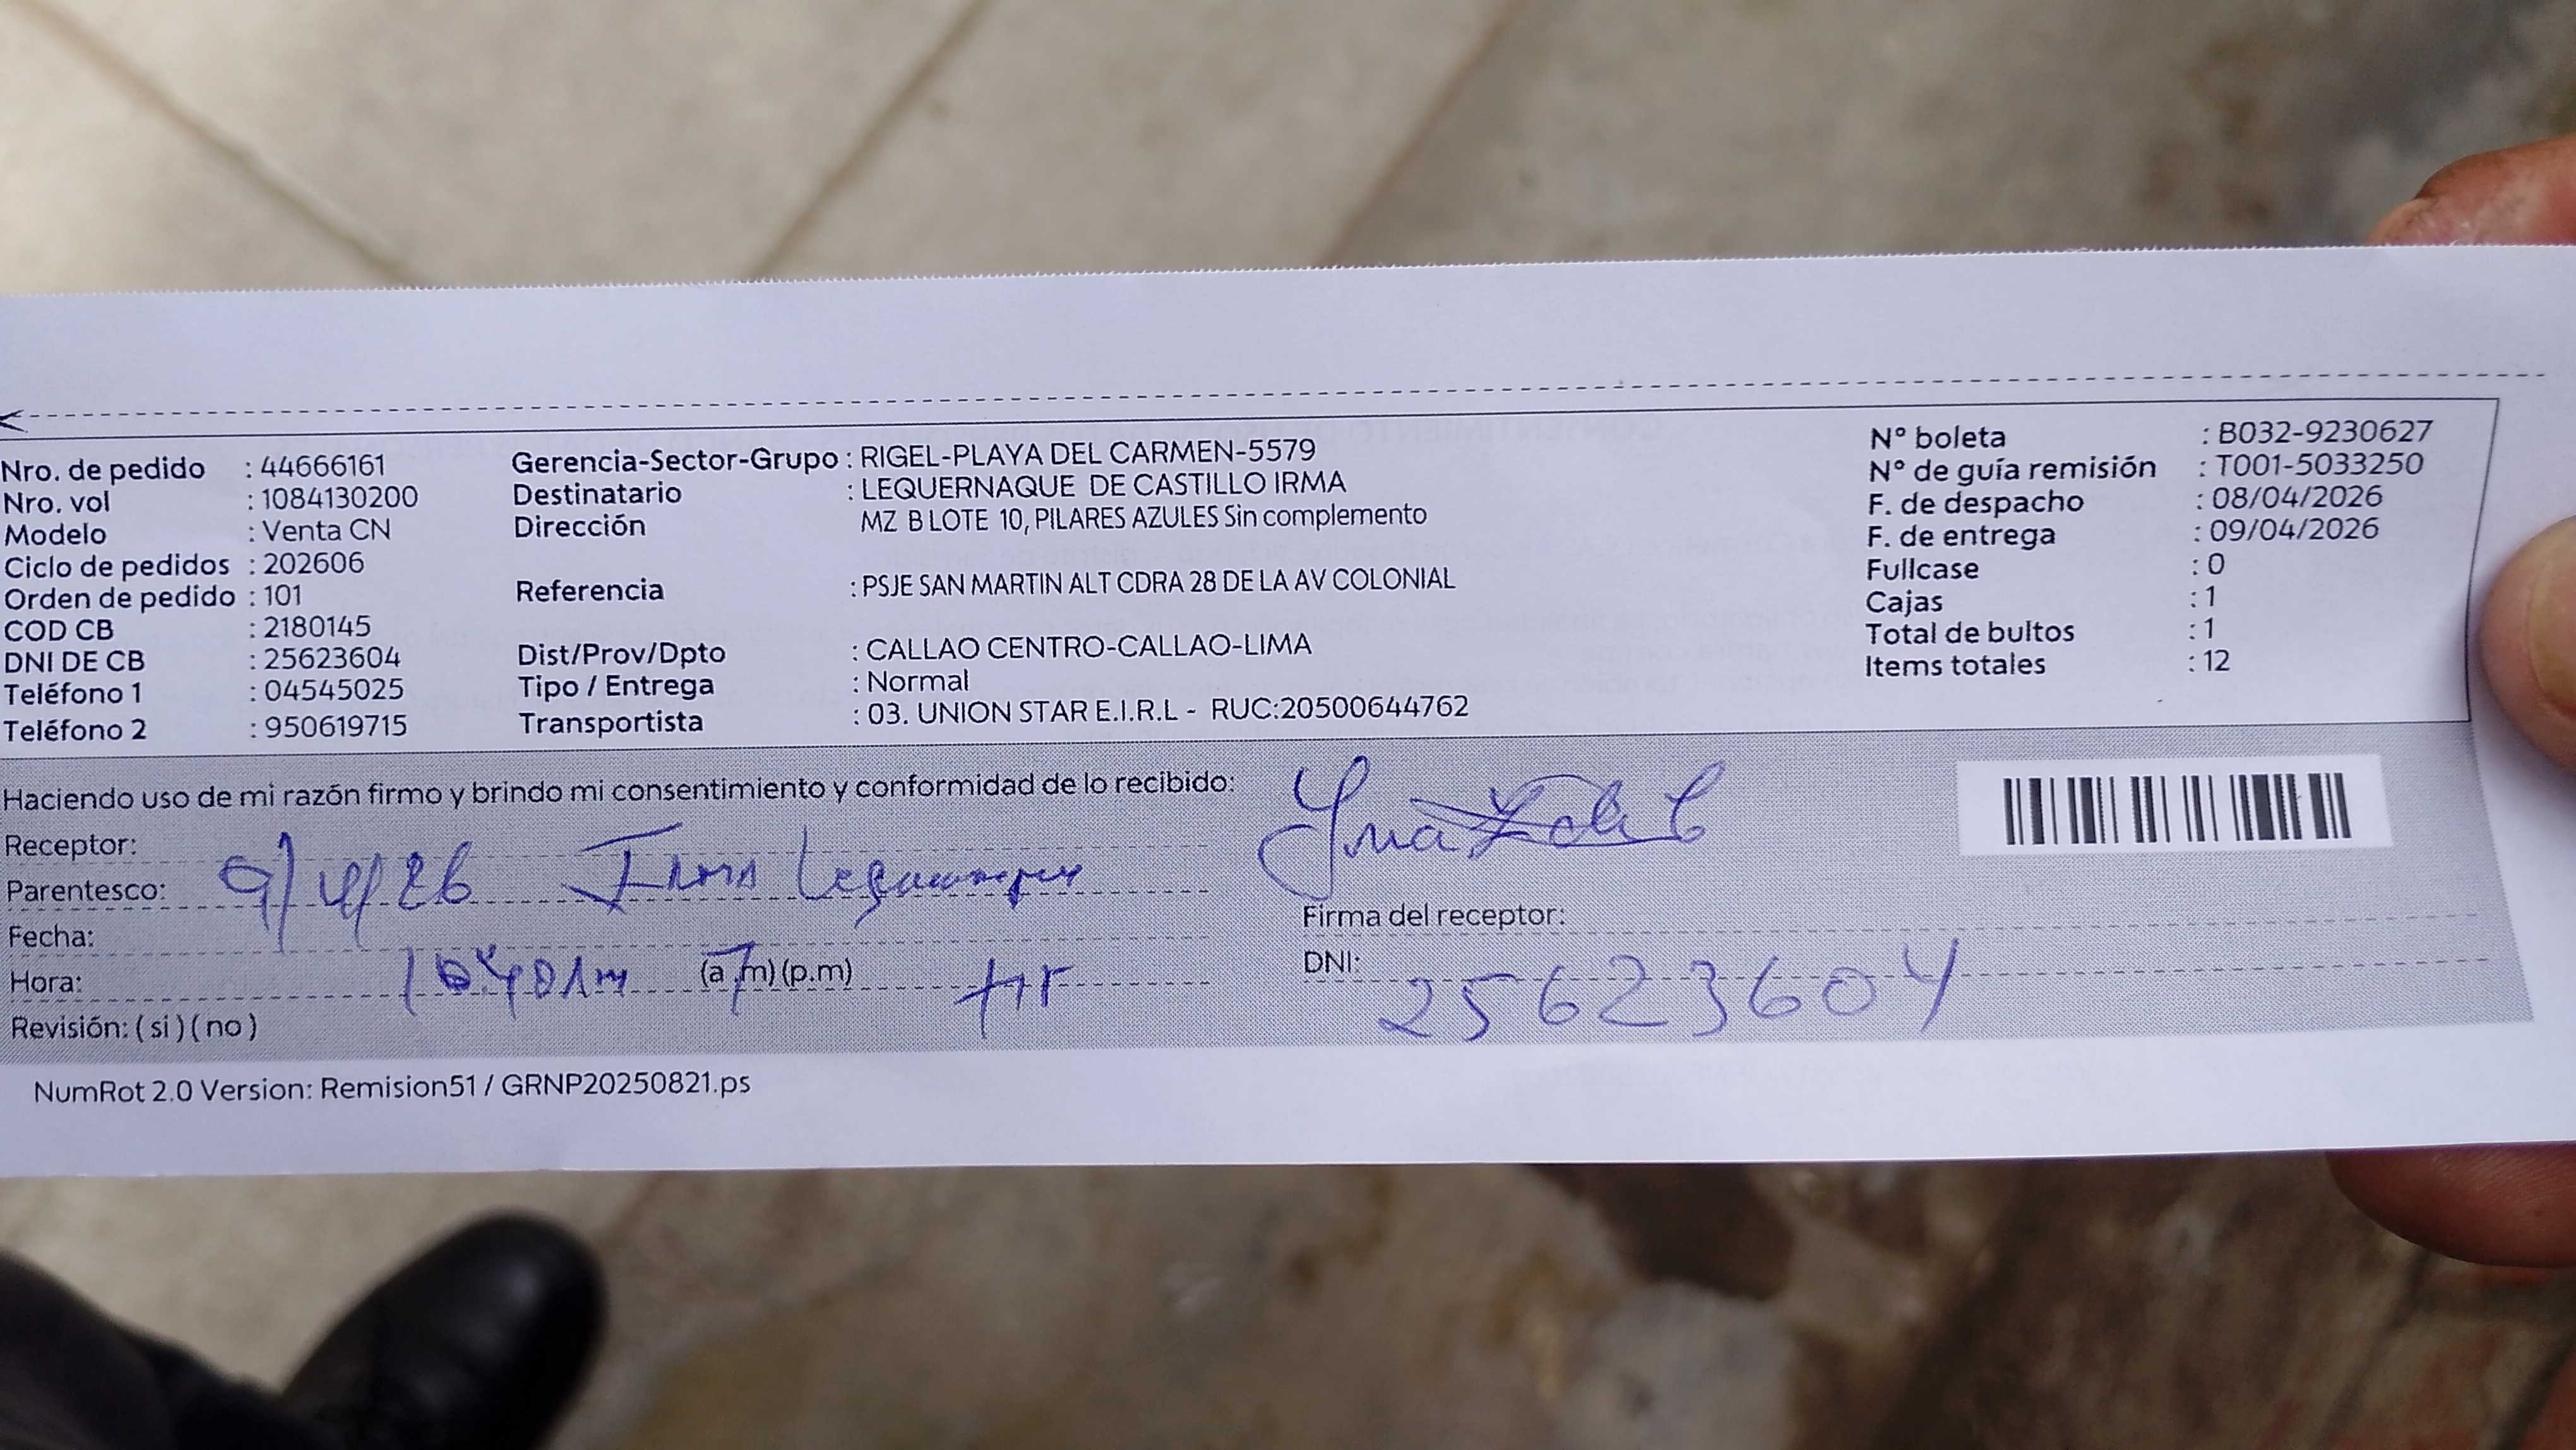 Nro. de pedido : 44666161
Nro. vol : 1084130200
Modelo : Venta CN
Ciclo de pedidos : 202606
Orden de pedido : 101
COD CB : 2180145
DNI DE CB : 25623604
Teléfono 1 : 04545025
Teléfono 2 : 950619715
Gerencia-Sector-Grupo : RIGEL-PLAYA DEL CARMEN-5579
Destinatario : LEQUERNAQUE DE CASTILLO IRMA
Dirección MZ B LOTE 10, PILARES AZULES Sin complemento
Referencia : PSJE SAN MARTIN ALT CDRA 28 DE LA AV COLONIAL
Dist/Prov/Dpto : CALLAO CENTRO-CALLAO-LIMA
Tipo / Entrega : Normal
Transportista : 03. UNION STAR E.I.R.L - RUC:20500644762
N° boleta : B032-9230627
N° de guía remisión : T001-5033250
F. de despacho : 08/04/2026
F. de entrega : 09/04/2026
Fullcase : 0
Cajas : 1
Total de bultos : 1
Items totales : 12
Haciendo uso de mi razón firmo y brindo mi consentimiento y conformidad de lo recibido:
Receptor:
Parentesco: 9/4/26 Irma Lequernaque
Fecha:
Hora: (a.m) (p.m)
Revisión: ( si ) ( no )
Firma del receptor:
DNI: 25623604
NumRot 2.0 Version: Remision51 / GRNP20250821.ps